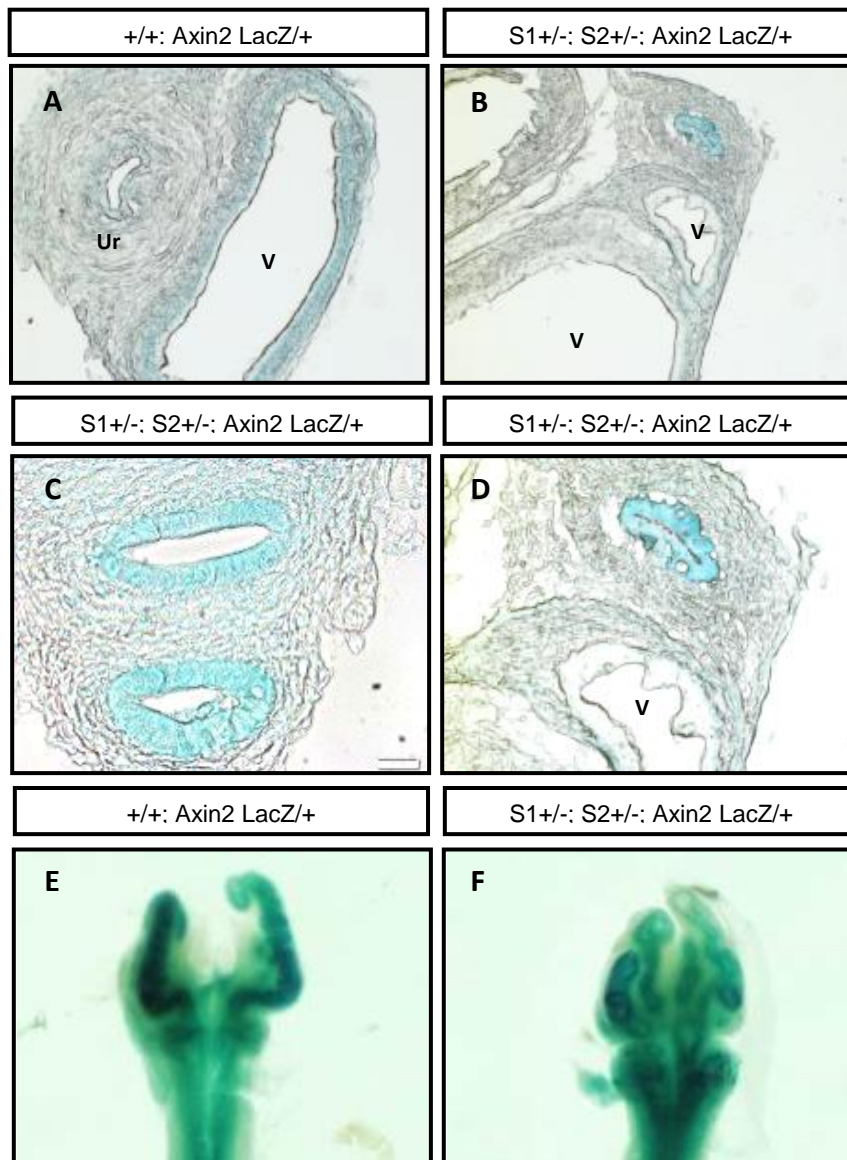 +/+: Axin2 LacZ/+
S1+/-: S2+/-: Axin2 LacZ/+
A
Ur
V
B
V
V
S1+/-: S2+/-: Axin2 LacZ/+
S1+/-: S2+/-: Axin2 LacZ/+
C
D
V
+/+: Axin2 LacZ/+
S1+/-: S2+/-: Axin2 LacZ/+
E
F